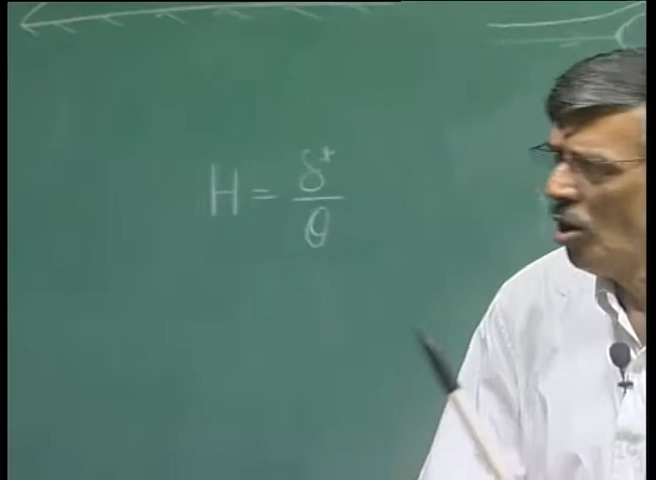 H = δ*/θ